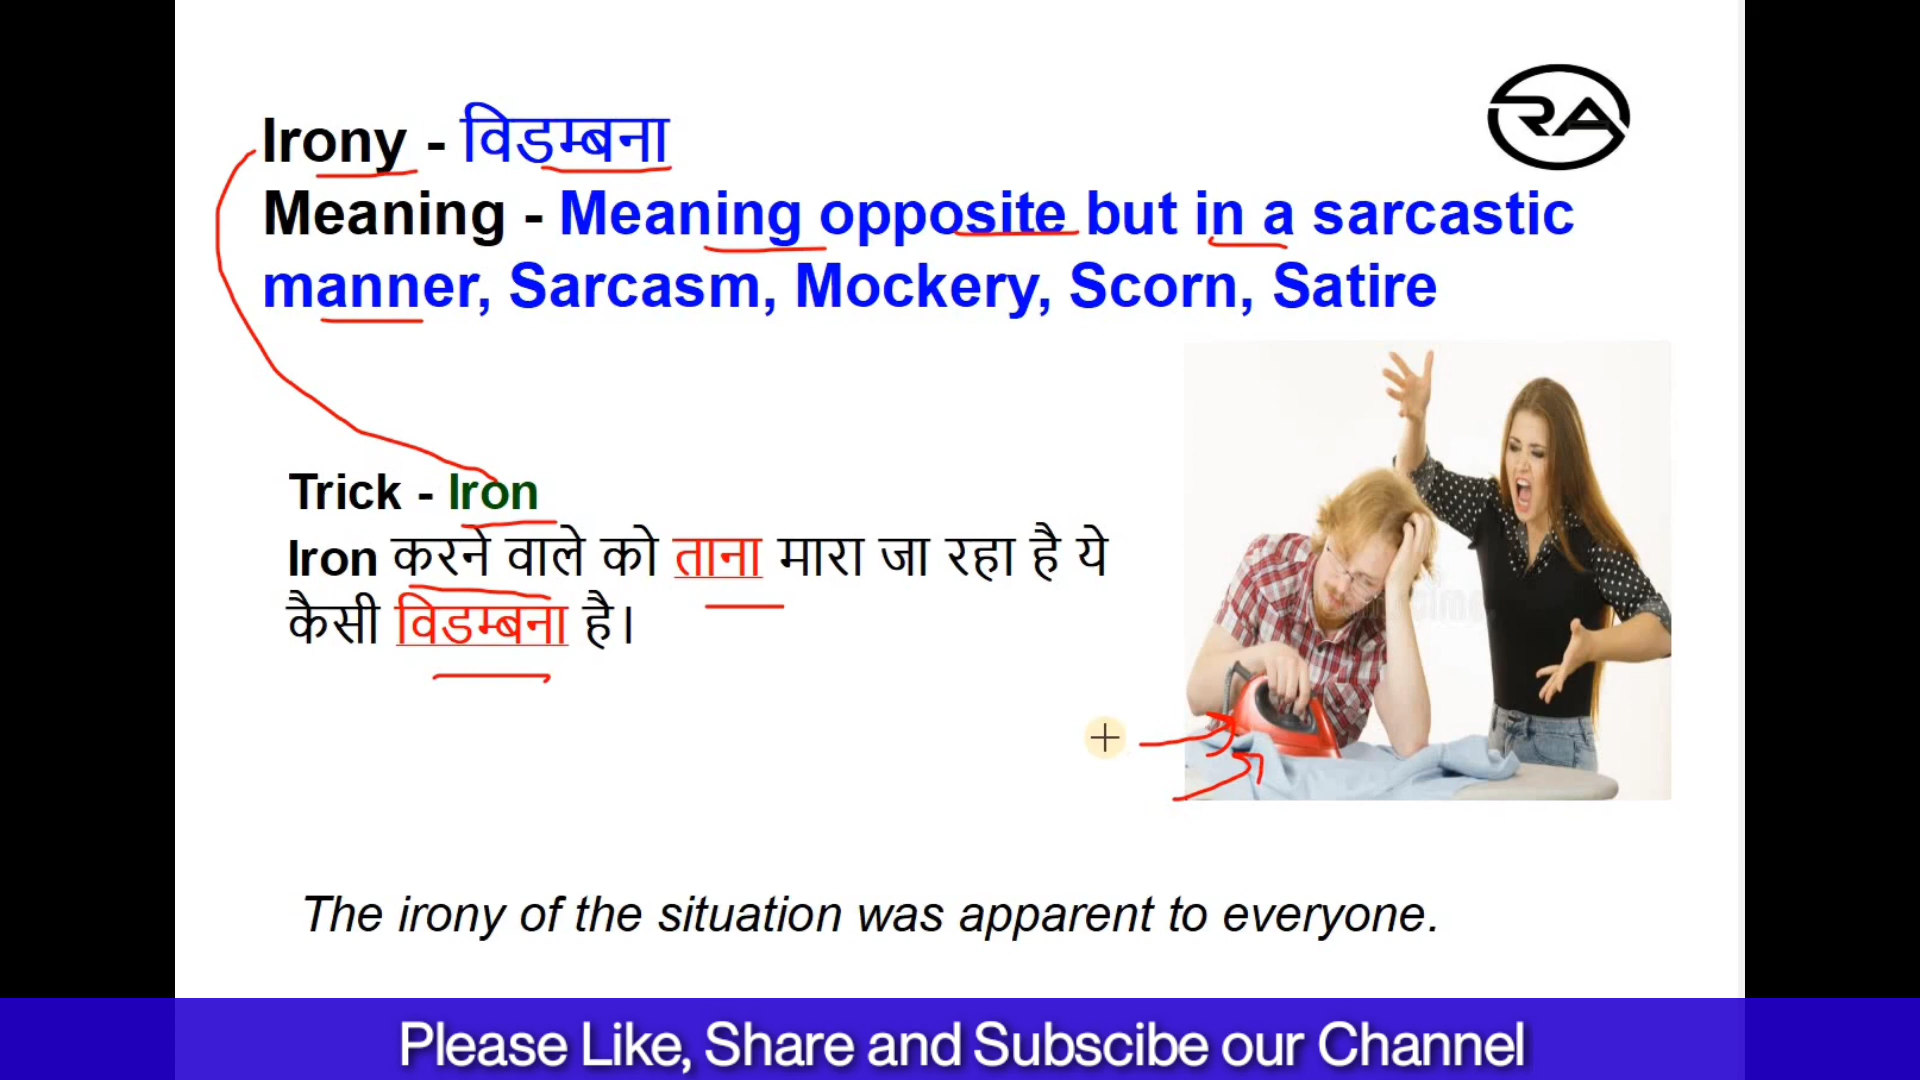 RA
Irony - विडम्बना
Meaning - Meaning opposite but in a sarcastic
manner, Sarcasm, Mockery, Scorn, Satire
Trick - Iron
Iron करने वाले को ताना मारा जा रहा है ये
कैसी विडम्बना है।
The irony of the situation was apparent to everyone.
Please Like, Share and Subscibe our Channel